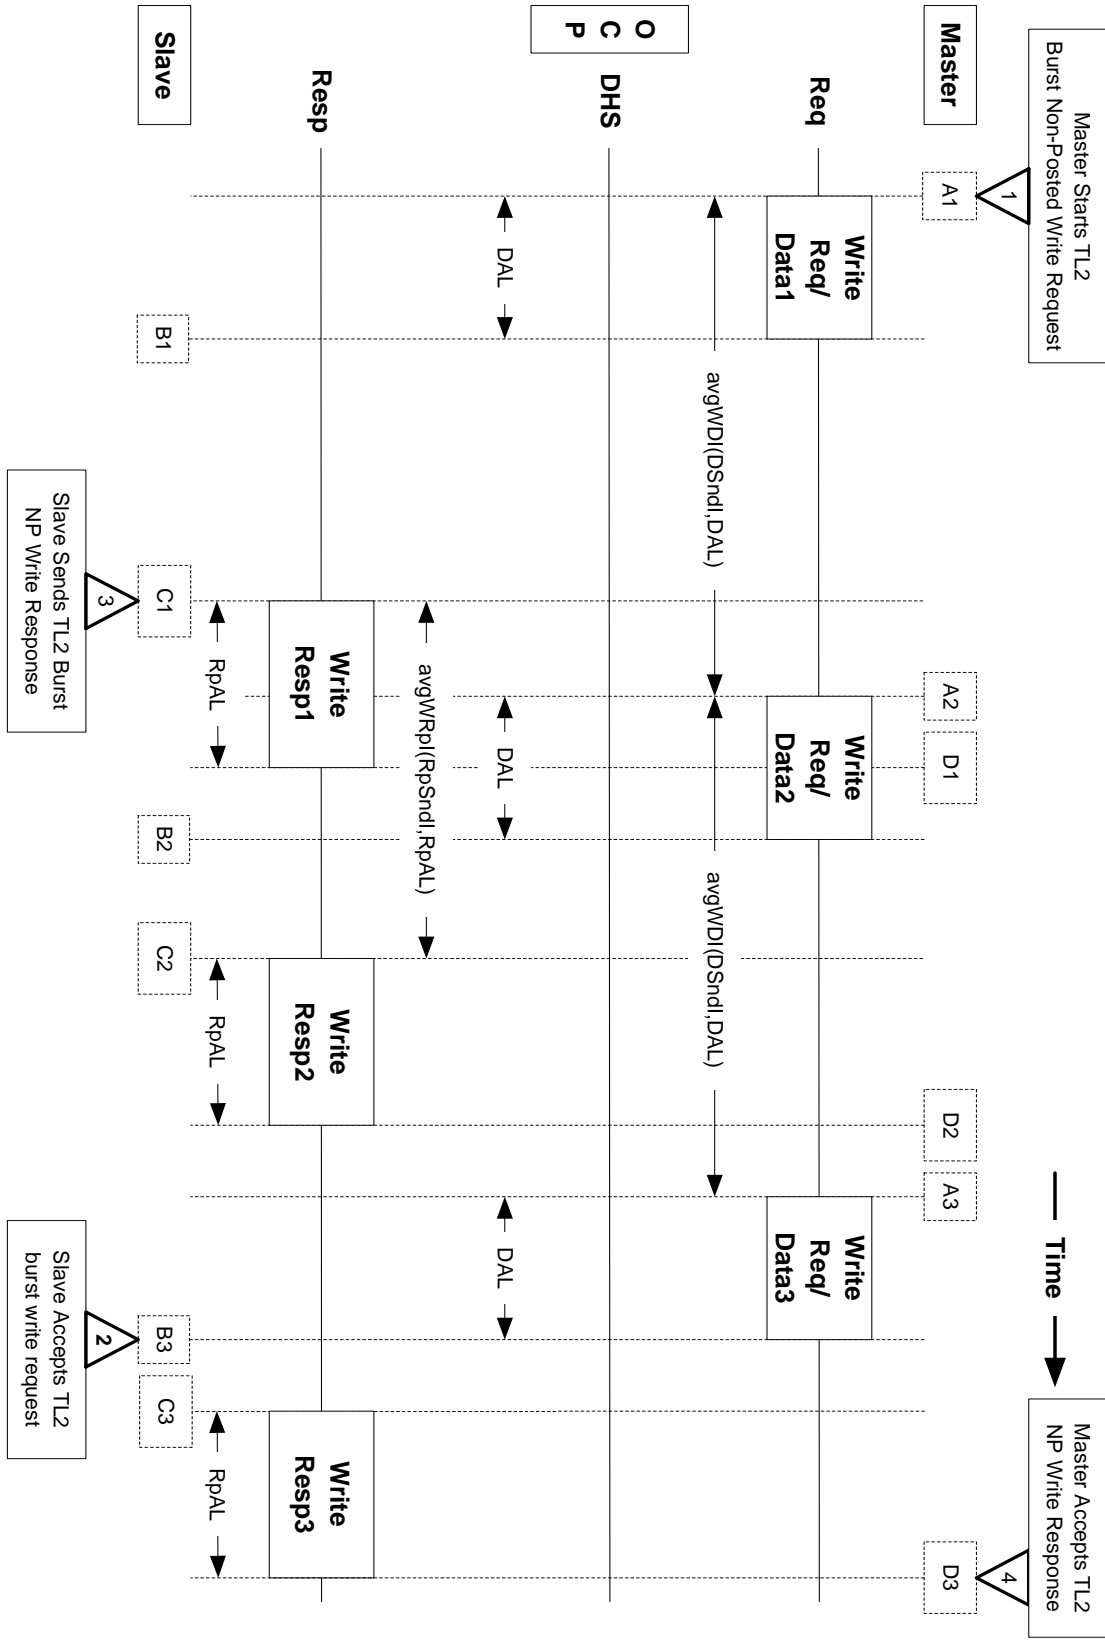 Master Starts TL2
Burst Non-Posted Write Request
1
Time
Master Accepts TL2
NP Write Response
4
Master
A1
A2
D1
D2
A3
D3
Req
Write
Req/
Data1
Write
Req/
Data2
Write
Req/
Data3
avgWDI(DSndI,DAL)
avgWDI(DSndI,DAL)
O
C
P
DHS
DAL
DAL
DAL
avgWRpI(RpSndI,RpAL)
Resp
Write
Resp1
Write
Resp2
Write
Resp3
RpAL
RpAL
RpAL
Slave
B1
C1
B2
C2
B3
C3
3
Slave Sends TL2 Burst
NP Write Response
2
Slave Accepts TL2
burst write request